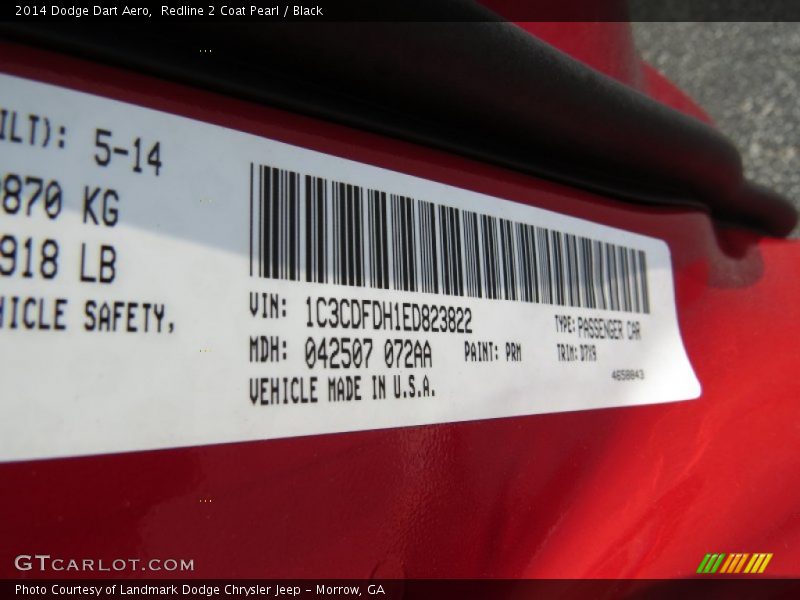 2014 Dodge Dart Aero,  Redline 2 Coat Pearl / Black
ILT): 5-14
870 KG
918 LB
HICLE SAFETY,
VIN: 1C3CDFDH1ED823822
TYPE: PASSENGER CAR
MDH: 042507 072AA
PAINT: PRM
TRIM: D7X9
VEHICLE MADE IN U.S.A.
4658843
GTCARLOT.COM
Photo Courtesy of Landmark Dodge Chrysler Jeep - Morrow, GA